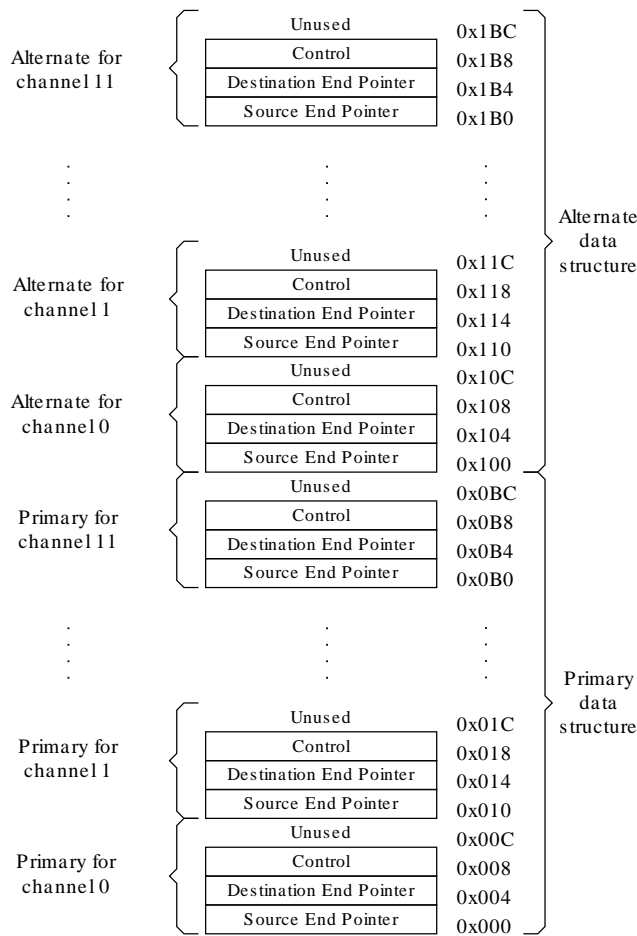 Unused 0x1BC
Alternate for
channel 11
Control 0x1B8
Destination End Pointer 0x1B4
Source End Pointer 0x1B0
Alternate
data
structure
Unused 0x11C
Alternate for
channel 1
Control 0x118
Destination End Pointer 0x114
Source End Pointer 0x110
Unused 0x10C
Alternate for
channel 0
Control 0x108
Destination End Pointer 0x104
Source End Pointer 0x100
Unused 0x0BC
Primary for
channel 11
Control 0x0B8
Destination End Pointer 0x0B4
Source End Pointer 0x0B0
Primary
data
structure
Unused 0x01C
Primary for
channel 1
Control 0x018
Destination End Pointer 0x014
Source End Pointer 0x010
Unused 0x00C
Primary for
channel 0
Control 0x008
Destination End Pointer 0x004
Source End Pointer 0x000